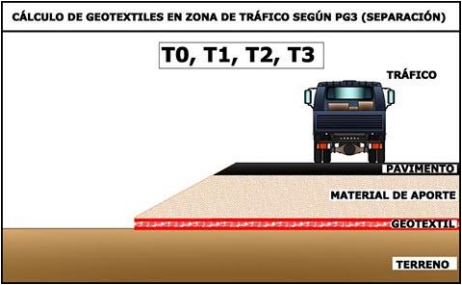 CÁLCULO DE GEOTEXTILES EN ZONA DE TRÁFICO SEGÚN PG3 (SEPARACIÓN)
T0, T1, T2, T3
TRÁFICO
PAVIMENTO
MATERIAL DE APORTE
GEOTEXTIL
TERRENO